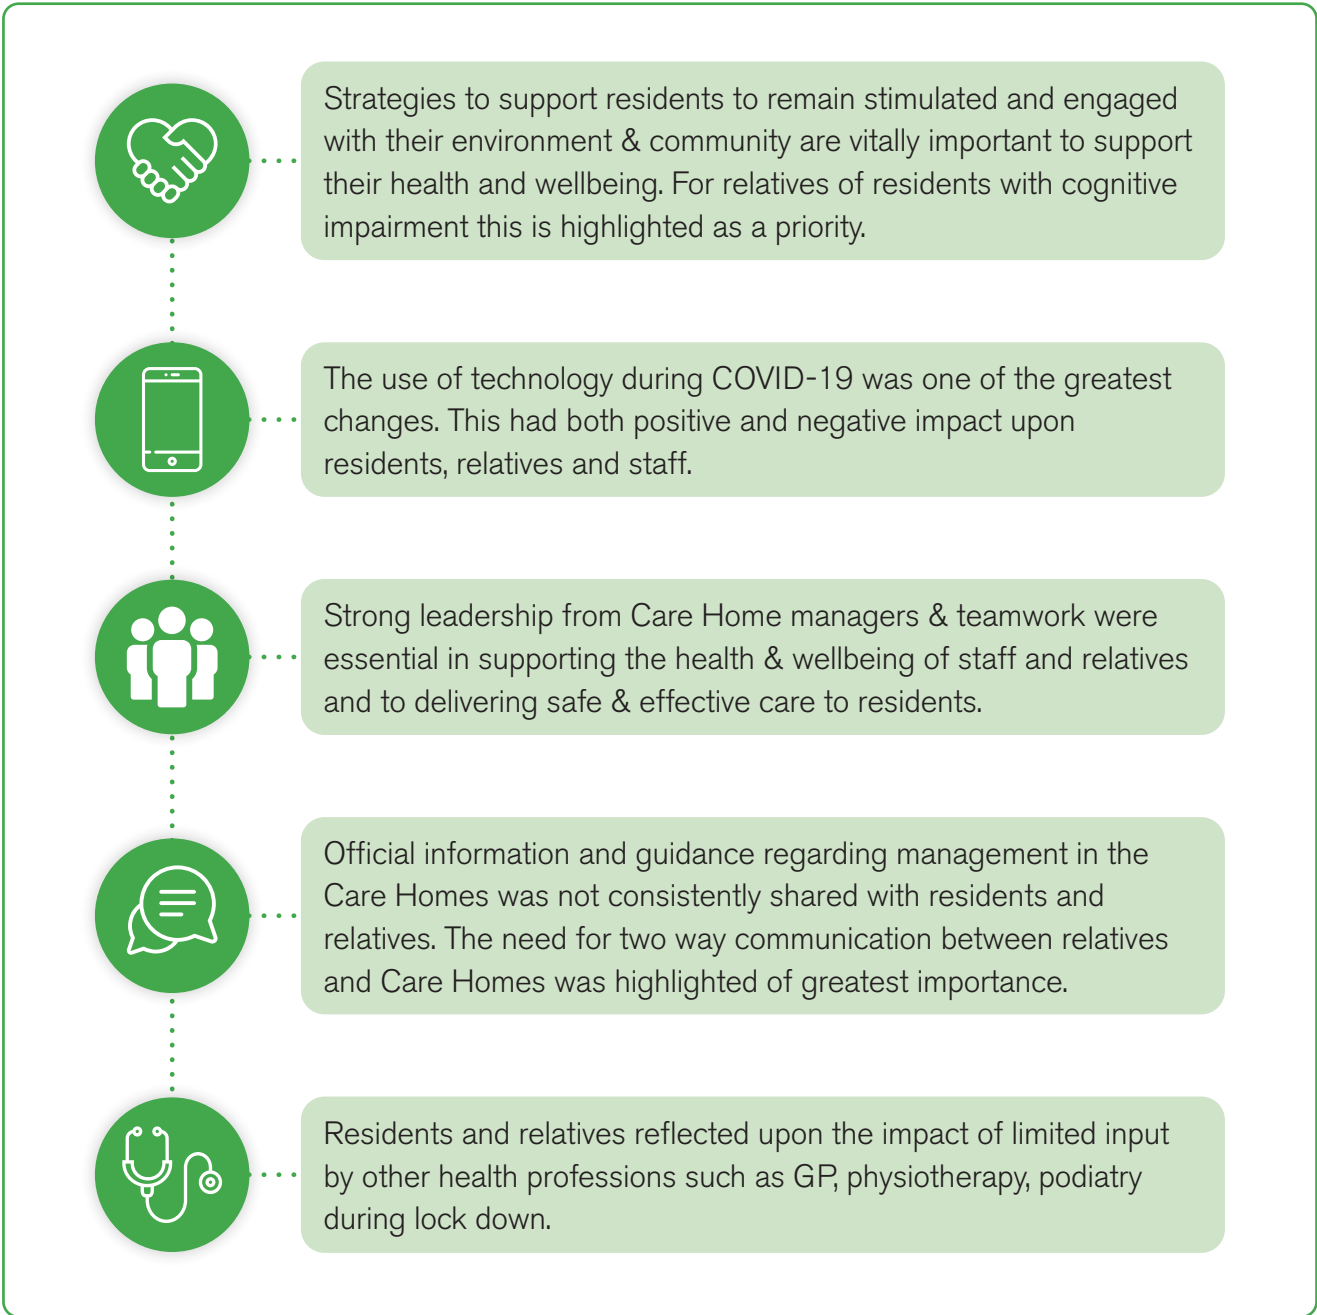 Strategies to support residents to remain stimulated and engaged
with their environment & community are vitally important to support
their health and wellbeing. For relatives of residents with cognitive
impairment this is highlighted as a priority.
The use of technology during COVID-19 was one of the greatest
changes. This had both positive and negative impact upon
residents, relatives and staff.
Strong leadership from Care Home managers & teamwork were
essential in supporting the health & wellbeing of staff and relatives
and to delivering safe & effective care to residents.
Official information and guidance regarding management in the
Care Homes was not consistently shared with residents and
relatives. The need for two way communication between relatives
and Care Homes was highlighted of greatest importance.
Residents and relatives reflected upon the impact of limited input
by other health professions such as GP, physiotherapy, podiatry
during lock down.